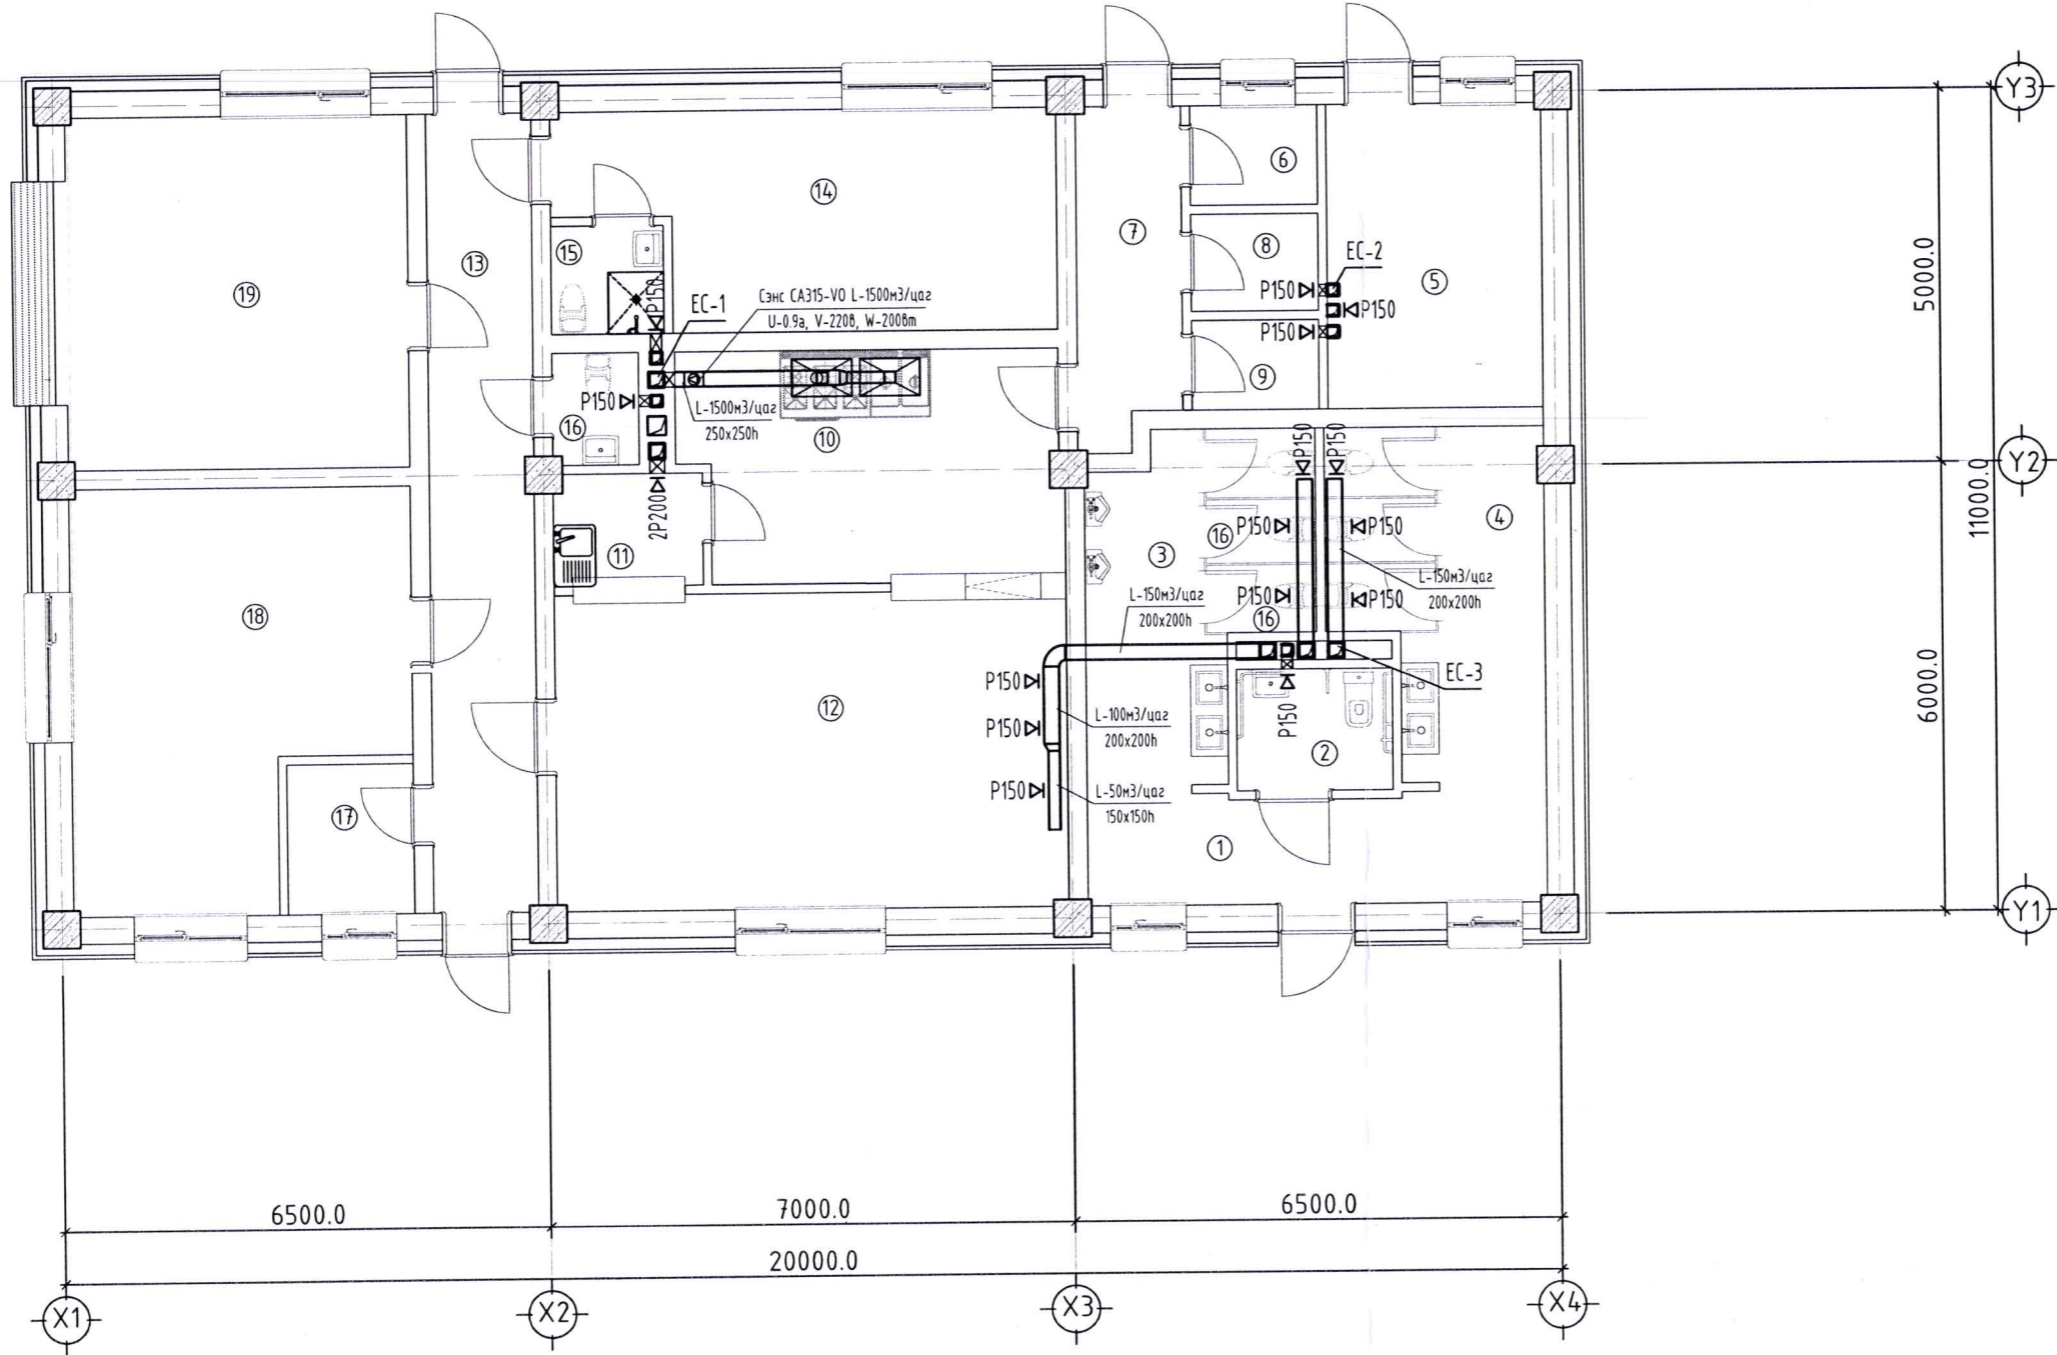 Y3
6
14
8
EC-2
7
15
13
5
P150
P150
P150
19
P150
EC-1
Сэнс CA315-VO L-1500м3/цаг
U-0.9а, V-220в, W-200вт
5000.0
9
P150
16
L-1500м3/цаг
250x250h
10
P150
P150
Y2
11000.0
2P200
11
3
P150
16
P150
4
L-150м3/цаг
200x200h
P150
P150
16
L-150м3/цаг
200x200h
18
EC-3
P150
P150
L-100м3/цаг
200x200h
12
P150
2
6000.0
P150
L-50м3/цаг
150x150h
17
1
Y1
6500.0
7000.0
6500.0
20000.0
X1
X2
X3
X4